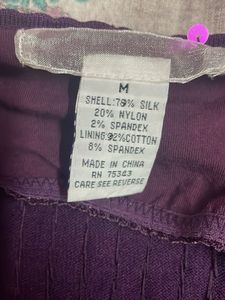 M
SHELL:78% SILK
20% NYLON
2% SPANDEX
LINING:92%COTTON
8% SPANDEX
MADE IN CHINA
RN 75343
CARE SEE REVERSE